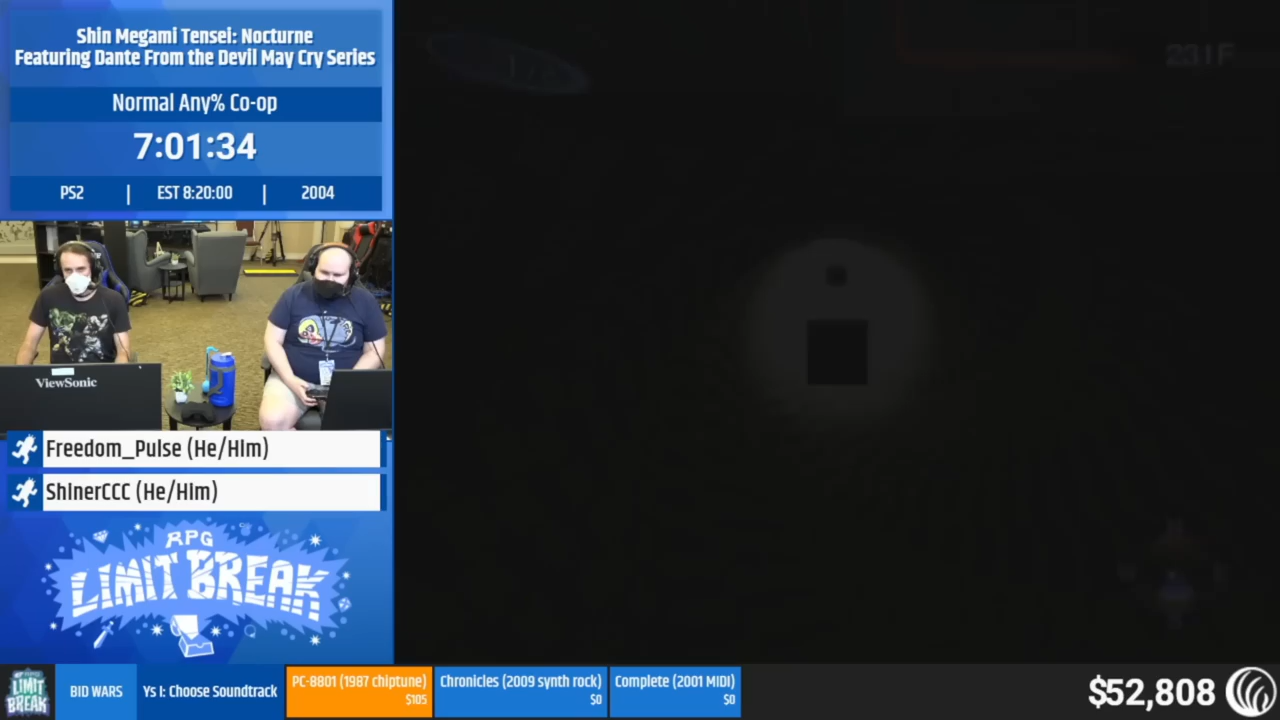 Shin Megami Tensei: Nocturne
Featuring Dante From the Devil May Cry Series
Normal Any% Co-op
7:01:34
PS2 | EST 8:20:00 | 2004
231F
ViewSonic
Freedom_Pulse (He/Him)
ShinerCCC (He/Him)
RPG
LIMIT BREAK
LIMIT
BREAK
BID WARS
Ys I: Choose Soundtrack
PC-8801 (1987 chiptune)
$105
Chronicles (2009 synth rock)
$0
Complete (2001 MIDI)
$0
$52,808